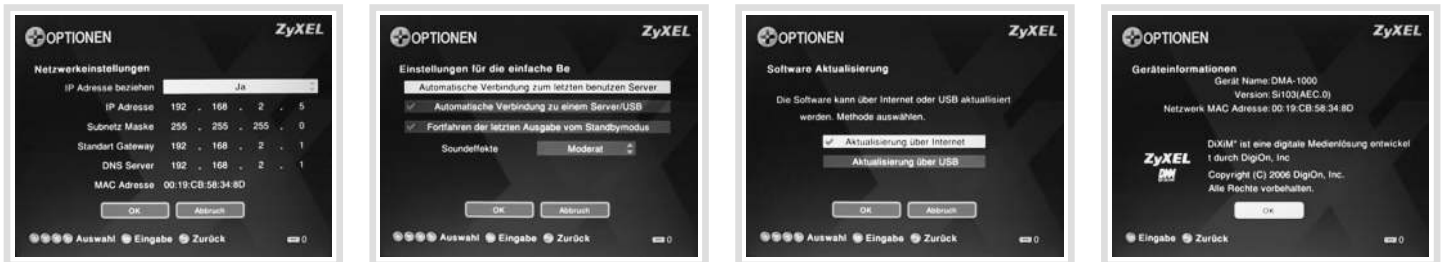 OPTIONEN ZyXEL
Netzwerkeinstellungen
IP Adresse beziehen Ja
IP Adresse 192 . 168 . 2 . 5
Subnetz Maske 255 . 255 . 255 . 0
Standart Gateway 192 . 168 . 2 . 1
DNS Server 192 . 168 . 2 . 1
MAC Adresse 00:19:CB:58:34:8D
OK Abbruch
Auswahl Eingabe Zurück 0
OPTIONEN ZyXEL
Einstellungen für die einfache Be
Automatische Verbindung zum letzten benutzen Server
Automatische Verbindung zu einem Server/USB
Fortfahren der letzten Ausgabe vom Standbymodus
Soundeffekte Moderat
OK Abbruch
Auswahl Eingabe Zurück 0
OPTIONEN ZyXEL
Software Aktualisierung
Die Software kann über Internet oder USB aktualisiert
werden. Methode auswählen.
Aktualisierung über Internet
Aktualisierung über USB
OK Abbruch
Auswahl Eingabe Zurück 0
OPTIONEN ZyXEL
Geräteinformationen
Gerät Name: DMA-1000
Version: Si103(AEC.0)
Netzwerk MAC Adresse: 00:19:CB:58:34:8D
DiXiM" ist eine digitale Medienlösung entwickel
t durch DigiOn, Inc
ZyXEL
Copyright (C) 2006 DigiOn, Inc.
Alle Rechte vorbehalten.
OK
Eingabe Zurück 0